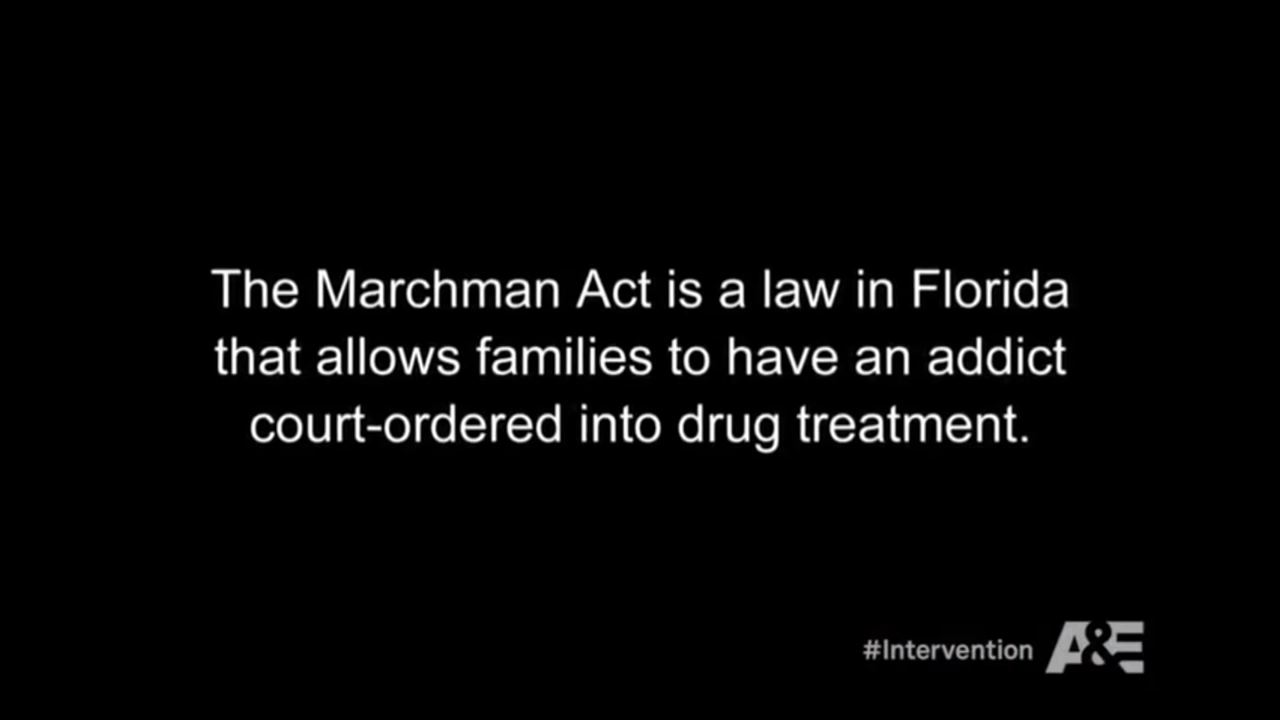 The Marchman Act is a law in Florida
that allows families to have an addict
court-ordered into drug treatment.
#Intervention A&E